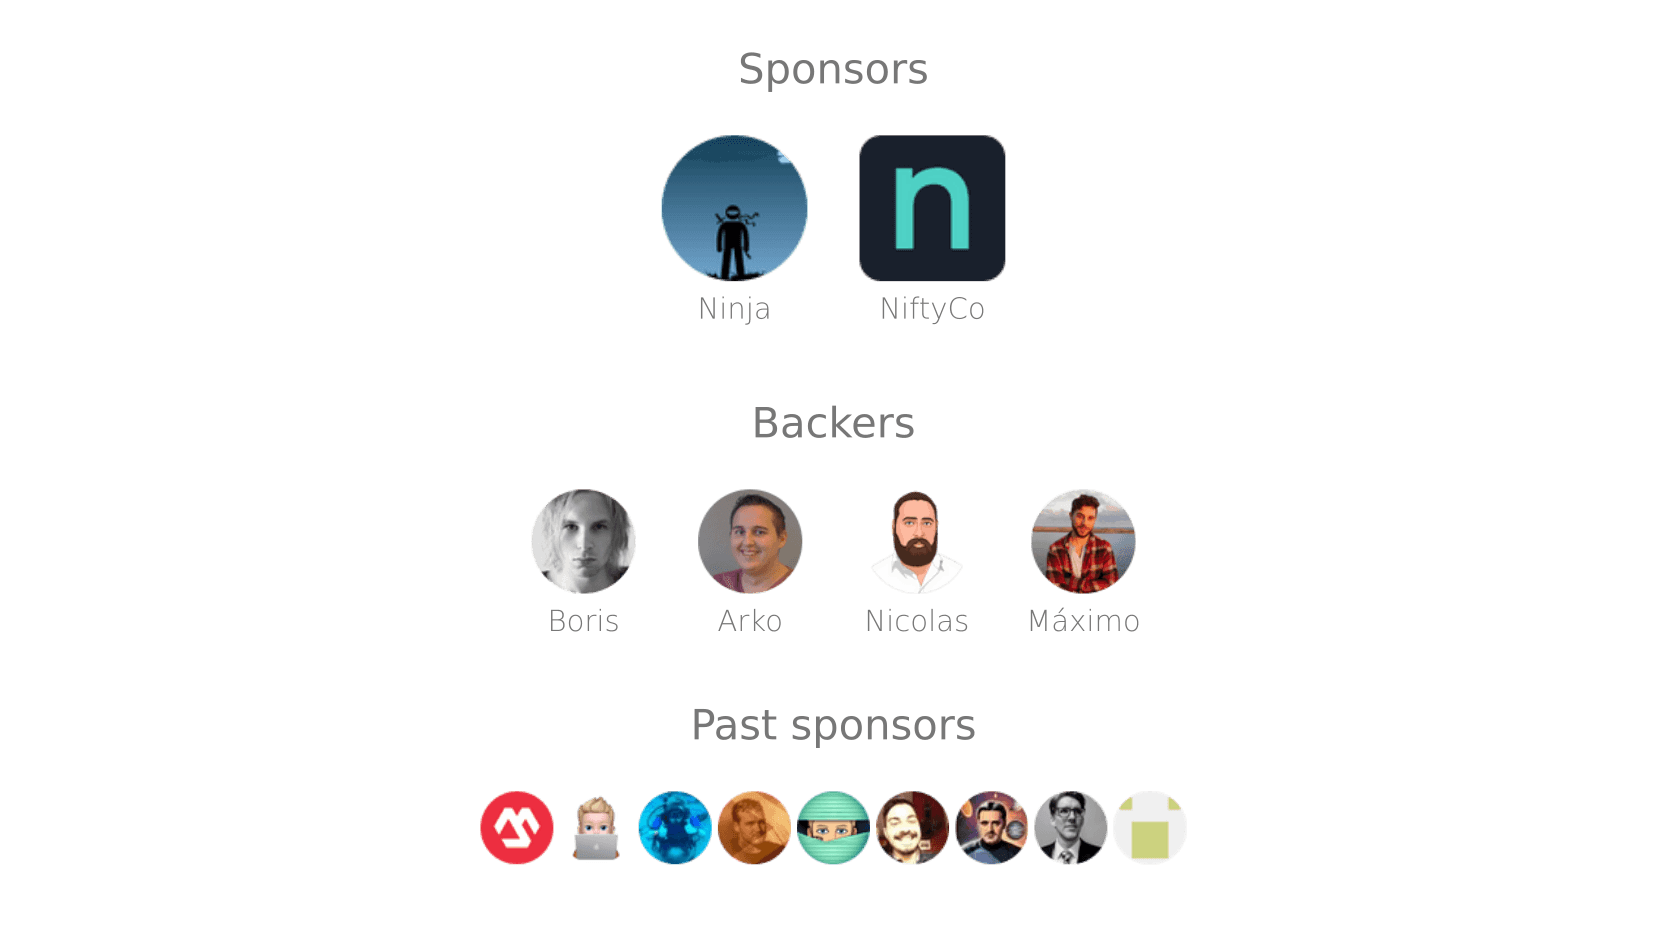 Sponsors
n
Ninja NiftyCo
Backers
Boris Arko Nicolas Máximo
Past sponsors